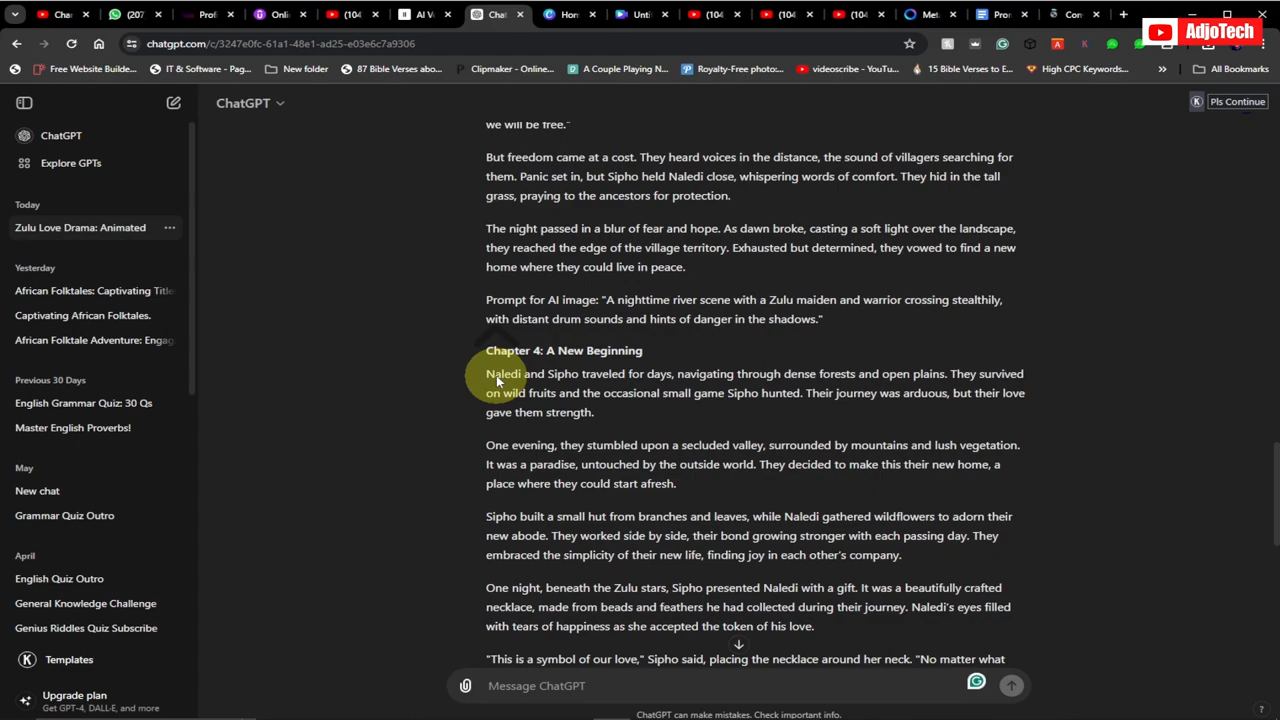 Cha
(207
Prof
Onli
(104
AI V
Chat
Hon
Unti
(104
(104
(104
Meta
Pron
Con
AdjoTech
chatgpt.com/c/3247e0fc-61a1-48e1-ad25-e03e6c7a9306
Free Website Builde...
IT & Software - Pag...
New folder
87 Bible Verses abo...
Clipmaker - Online...
A Couple Playing N...
Royalty-Free photo:...
videoscribe - YouTu...
15 Bible Verses to E...
High CPC Keywords...
All Bookmarks
ChatGPT
Pls Continue
ChatGPT
Explore GPTs
Today
Zulu Love Drama: Animated
Yesterday
African Folktales: Captivating Title
Captivating African Folktales.
African Folktale Adventure: Engag
Previous 30 Days
English Grammar Quiz: 30 Qs
Master English Proverbs!
May
New chat
Grammar Quiz Outro
April
English Quiz Outro
General Knowledge Challenge
Genius Riddles Quiz Subscribe
Templates
Upgrade plan
Get GPT-4, DALL-E, and more
we will be free."
But freedom came at a cost. They heard voices in the distance, the sound of villagers searching for
them. Panic set in, but Sipho held Naledi close, whispering words of comfort. They hid in the tall
grass, praying to the ancestors for protection.
The night passed in a blur of fear and hope. As dawn broke, casting a soft light over the landscape,
they reached the edge of the village territory. Exhausted but determined, they vowed to find a new
home where they could live in peace.
Prompt for AI image: "A nighttime river scene with a Zulu maiden and warrior crossing stealthily,
with distant drum sounds and hints of danger in the shadows."
Chapter 4: A New Beginning
Naledi and Sipho traveled for days, navigating through dense forests and open plains. They survived
on wild fruits and the occasional small game Sipho hunted. Their journey was arduous, but their love
gave them strength.
One evening, they stumbled upon a secluded valley, surrounded by mountains and lush vegetation.
It was a paradise, untouched by the outside world. They decided to make this their new home, a
place where they could start afresh.
Sipho built a small hut from branches and leaves, while Naledi gathered wildflowers to adorn their
new abode. They worked side by side, their bond growing stronger with each passing day. They
embraced the simplicity of their new life, finding joy in each other's company.
One night, beneath the Zulu stars, Sipho presented Naledi with a gift. It was a beautifully crafted
necklace, made from beads and feathers he had collected during their journey. Naledi's eyes filled
with tears of happiness as she accepted the token of his love.
"This is a symbol of our love," Sipho said, placing the necklace around her neck. "No matter what
Message ChatGPT
ChatGPT can make mistakes. Check important info.